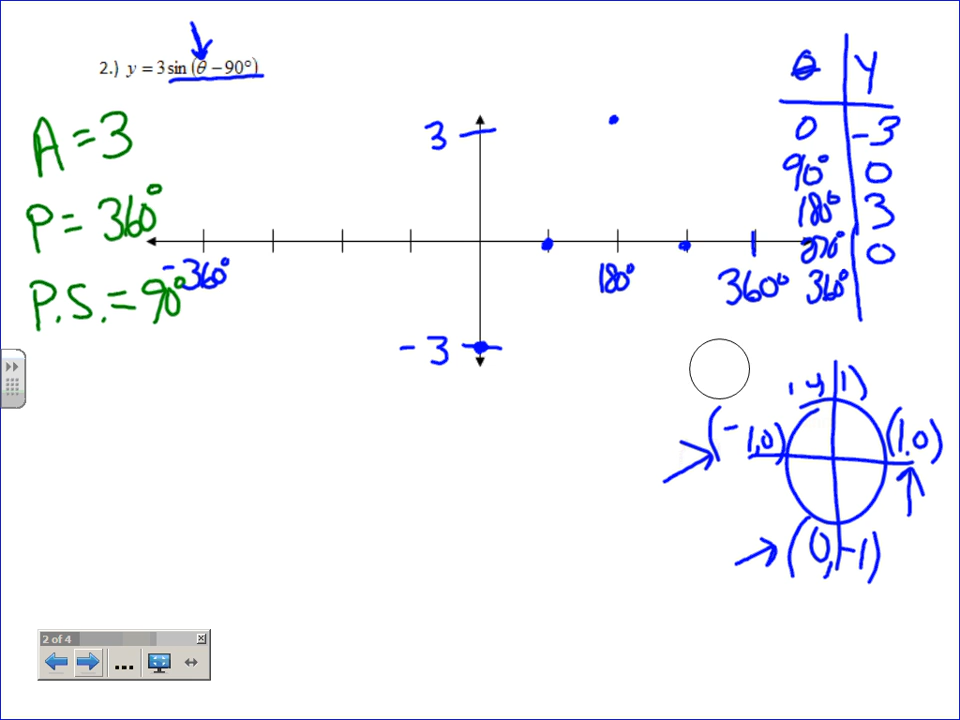 2.) y = 3 sin (θ − 90°)
A = 3
P = 360°
P.S. = 90°
3
-3
-360°
180°
360°
θ y
0 -3
90° 0
180° 3
270° 0
360°
(-1,0)
(1,0)
(0,-1)
1)
2 of 4
...